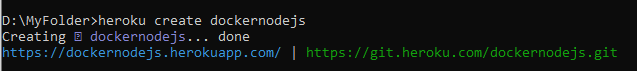 D:\MyFolder>heroku create dockernodejs
Creating ⬢ dockernodejs... done
https://dockernodejs.herokuapp.com/ | https://git.heroku.com/dockernodejs.git